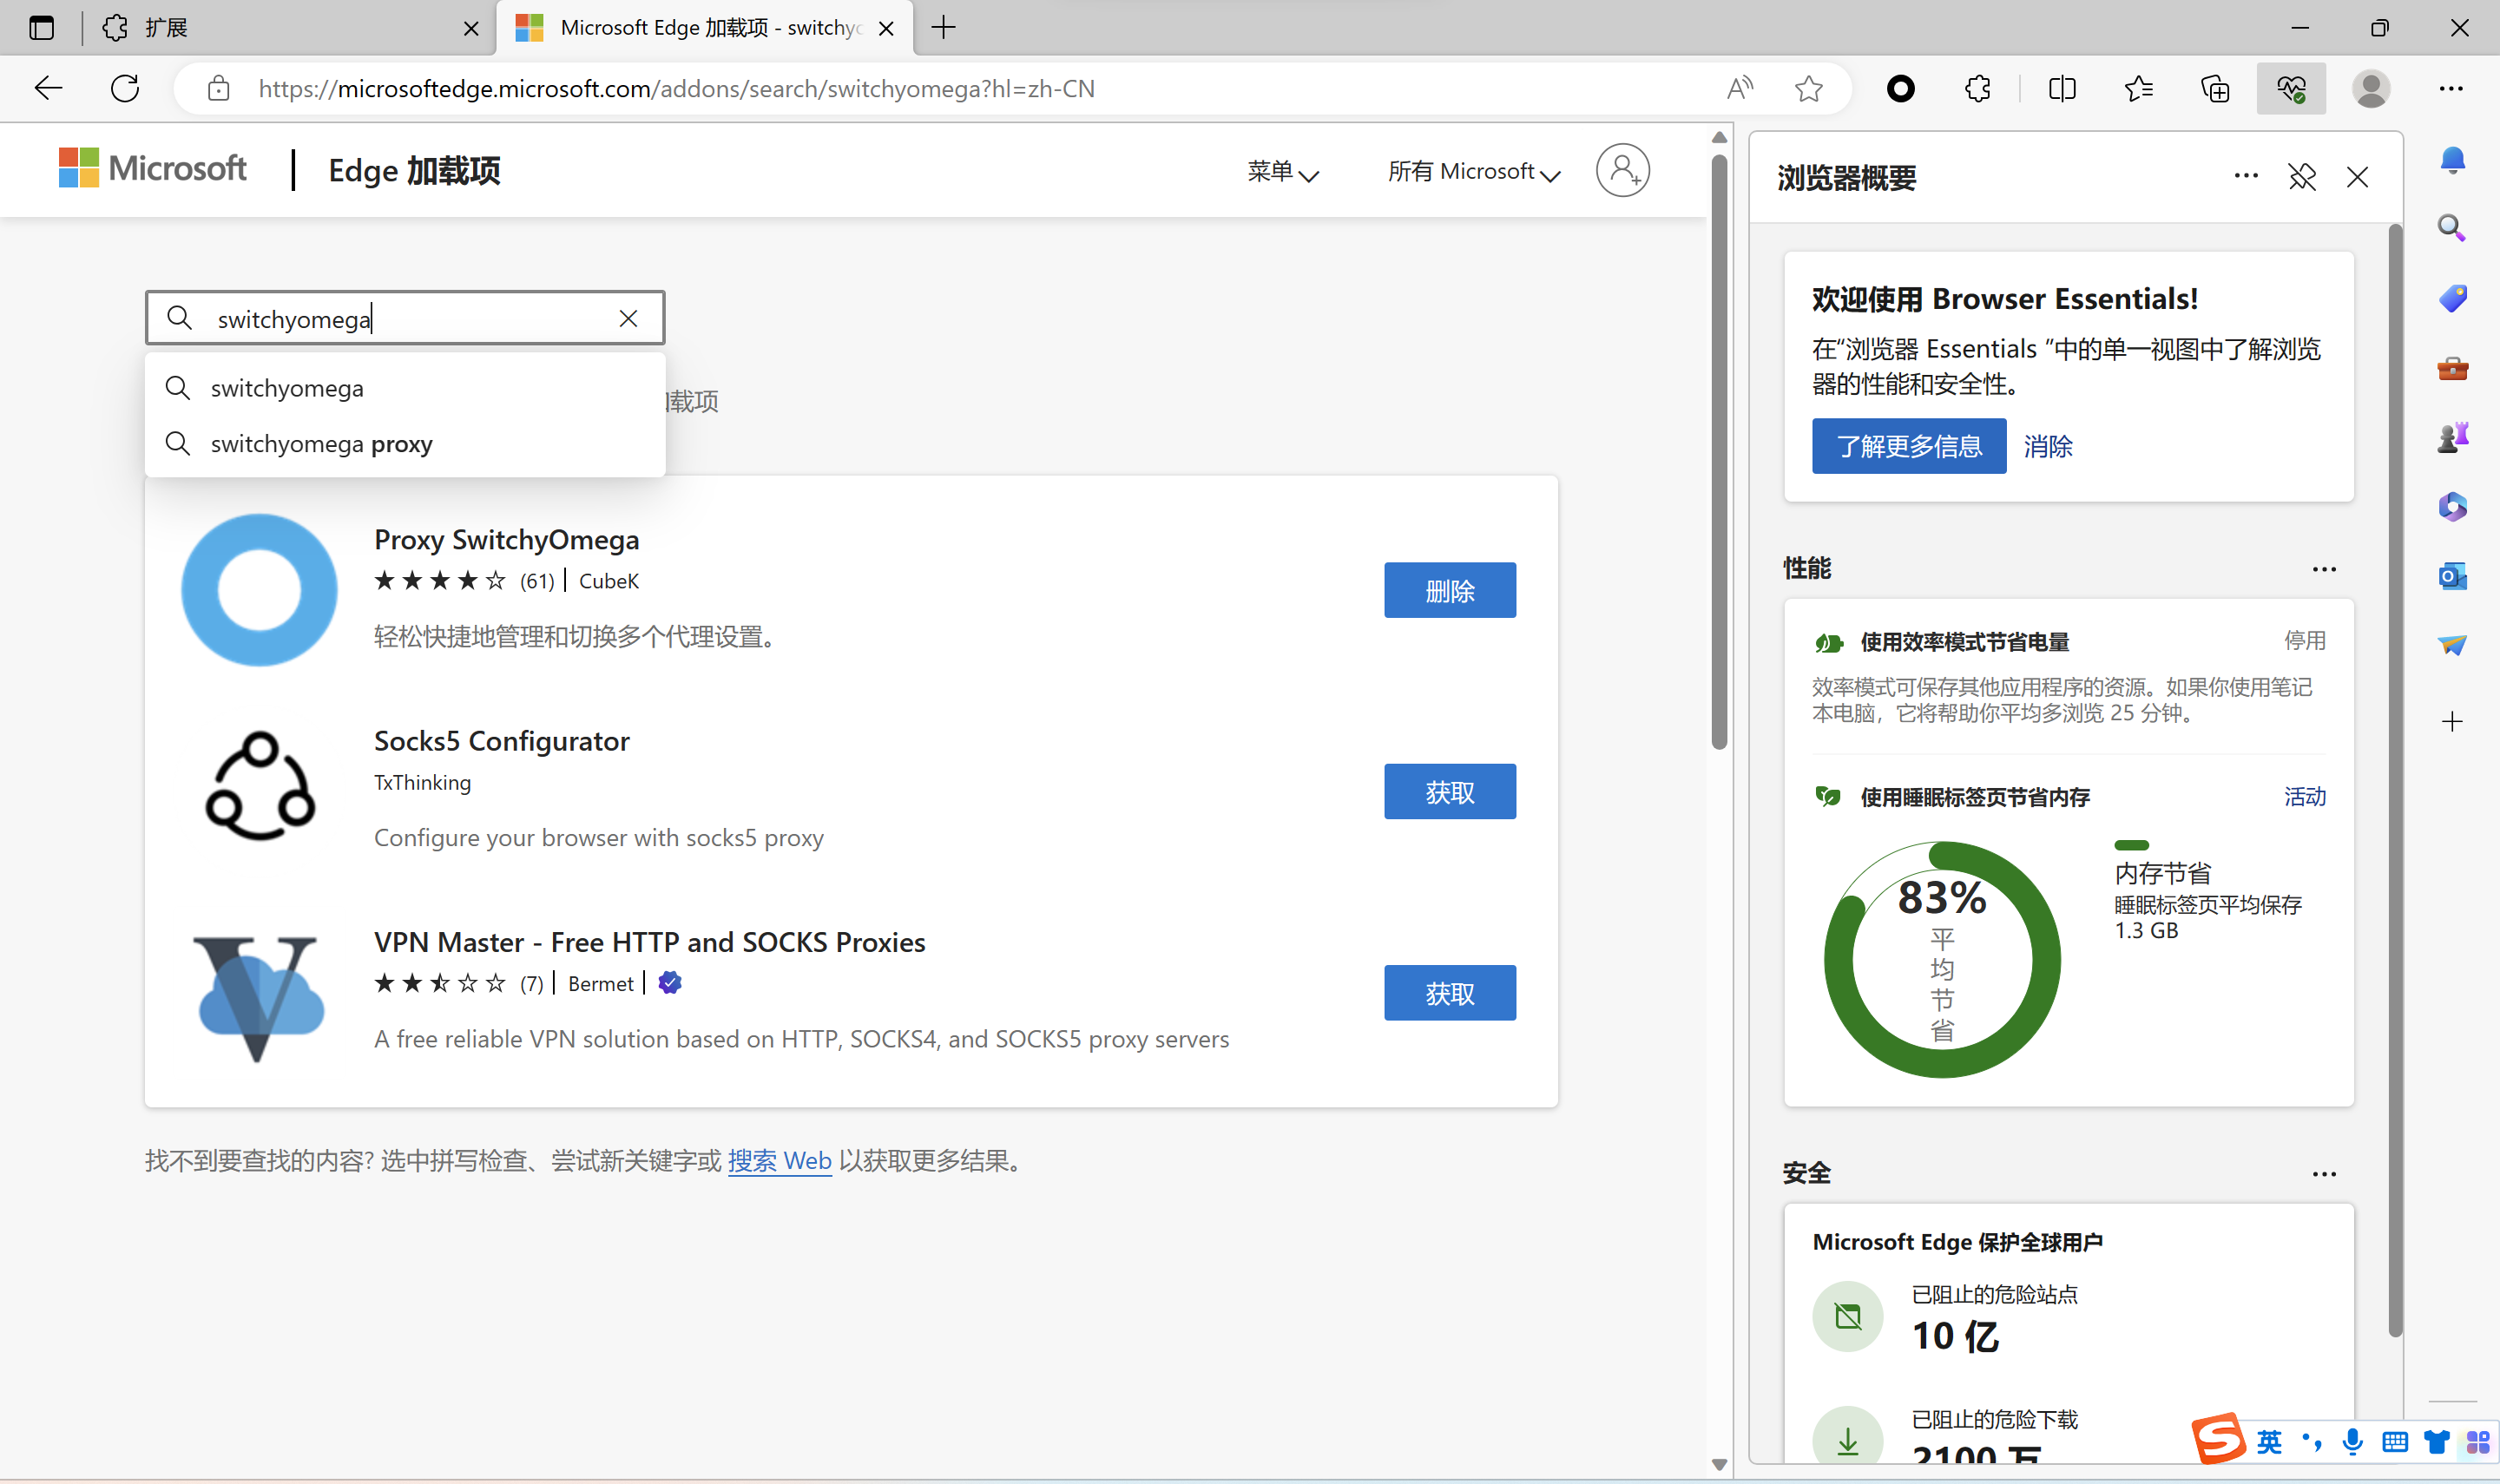 扩展
Microsoft Edge 加载项 - switchyo
https://microsoftedge.microsoft.com/addons/search/switchyomega?hl=zh-CN
Microsoft
Edge 加载项
菜单
所有 Microsoft
switchyomega
switchyomega
加载项
switchyomega proxy
Proxy SwitchyOmega
(61)
CubeK
轻松快捷地管理和切换多个代理设置。
删除
Socks5 Configurator
TxThinking
Configure your browser with socks5 proxy
获取
VPN Master - Free HTTP and SOCKS Proxies
(7)
Bermet
A free reliable VPN solution based on HTTP, SOCKS4, and SOCKS5 proxy servers
获取
找不到要查找的内容? 选中拼写检查、尝试新关键字或 搜索 Web 以获取更多结果。
浏览器概要
欢迎使用 Browser Essentials!
在“浏览器 Essentials ”中的单一视图中了解浏览
器的性能和安全性。
了解更多信息
消除
性能
使用效率模式节省电量
停用
效率模式可保存其他应用程序的资源。如果你使用笔记
本电脑，它将帮助你平均多浏览 25 分钟。
使用睡眠标签页节省内存
活动
83%
平
均
节
省
内存节省
睡眠标签页平均保存
1.3 GB
安全
Microsoft Edge 保护全球用户
已阻止的危险站点
10 亿
已阻止的危险下载
2100 万
英